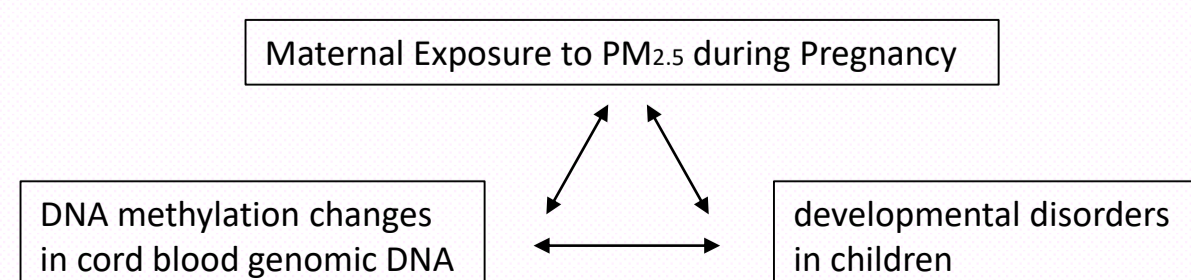 Maternal Exposure to PM2.5 during Pregnancy
DNA methylation changes
in cord blood genomic DNA
developmental disorders
in children